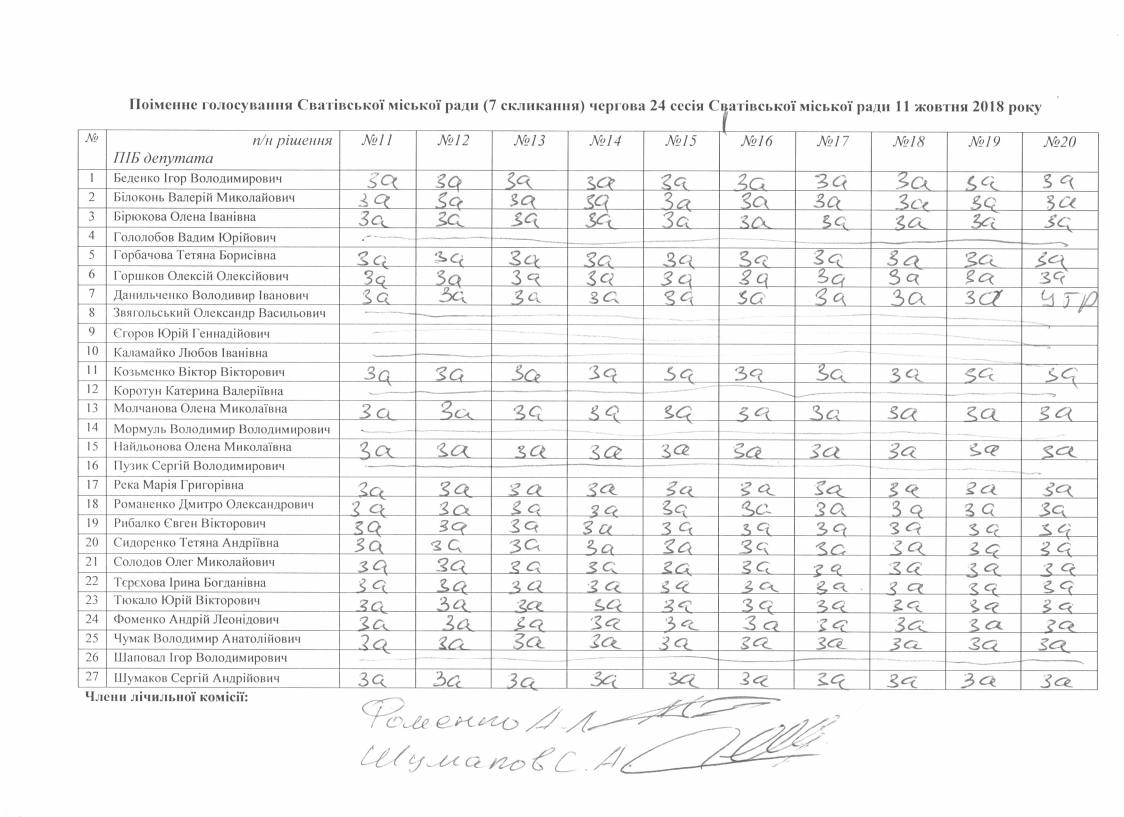 Поіменне голосування Сватівської міської ради (7 скликання) чергова 24 сесія Сватівської міської ради 11 жовтня 2018 року
№ п/н рішення №11 №12 №13 №14 №15 №16 №17 №18 №19 №20
ПІБ депутата
1 Беденко Ігор Володимирович За За За За За За За За За За
2 Білоконь Валерій Миколайович За За За За За За За За За За
3 Бірюкова Олена Іванівна За За За За За За За За За За
4 Гололобов Вадим Юрійович
5 Горбачова Тетяна Борисівна За За За За За За За За За За
6 Горшков Олексій Олексійович За За За За За За За За За За
7 Данильченко Володивир Іванович За За За За За За За За За УТР
8 Звягольський Олександр Васильович
9 Єгоров Юрій Геннадійович
10 Каламайко Любов Іванівна
11 Козьменко Віктор Вікторович За За За За За За За За За За
12 Коротун Катерина Валеріївна
13 Молчанова Олена Миколаївна За За За За За За За За За За
14 Мормуль Володимир Володимирович
15 Найдьонова Олена Миколаївна За За За За За За За За За За
16 Пузик Сергій Володимирович
17 Река Марія Григорівна За За За За За За За За За За
18 Романенко Дмитро Олександрович За За За За За За За За За За
19 Рибалко Євген Вікторович За За За За За За За За За За
20 Сидоренко Тетяна Андріївна За За За За За За За За За За
21 Солодов Олег Миколайович За За За За За За За За За За
22 Тєрєхова Ірина Богданівна За За За За За За За За За За
23 Тюкало Юрій Вікторович За За За За За За За За За За
24 Фоменко Андрій Леонідович За За За За За За За За За За
25 Чумак Володимир Анатолійович За За За За За За За За За За
26 Шаповал Ігор Володимирович
27 Шумаков Сергій Андрійович За За За За За За За За За За
Члени лічильної комісії:
Фоменко А.Л.
Шумаков С.А.